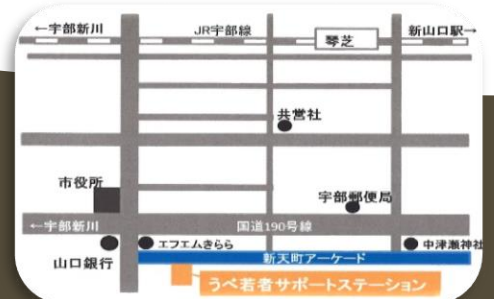 ←宇部新川 JR宇部線 琴芝 新山口駅→
共営社
市役所
宇部郵便局
←宇部新川 国道190号線
山口銀行 エフエムきらら 中津瀬神社
新天町アーケード
うべ若者サポートステーション